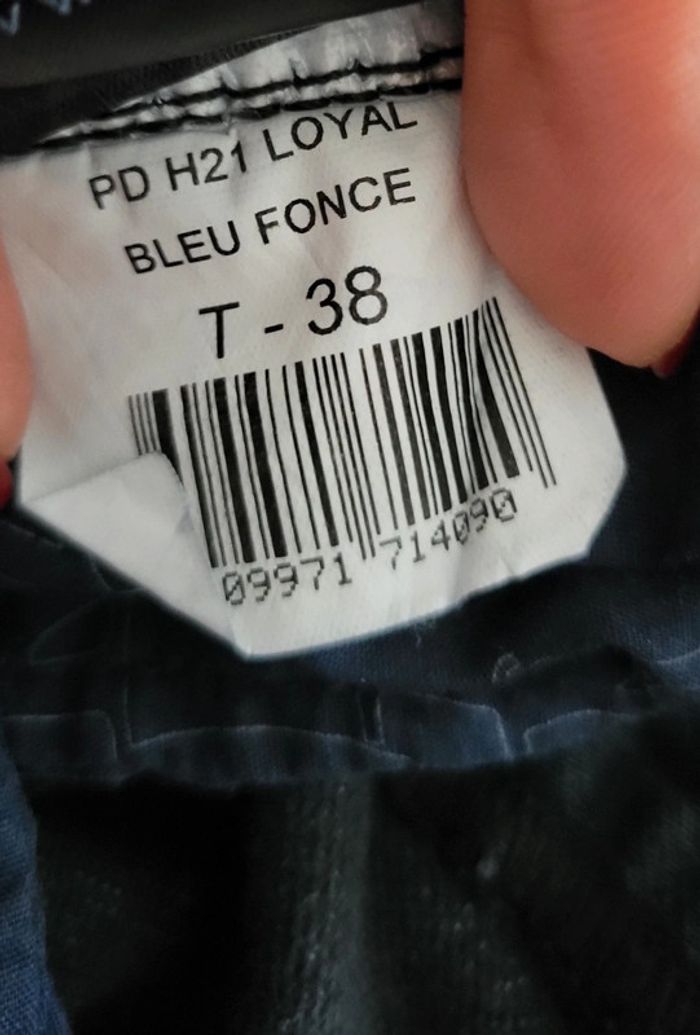 PD H21 LOYAL
BLEU FONCE
T - 38
09971 714090